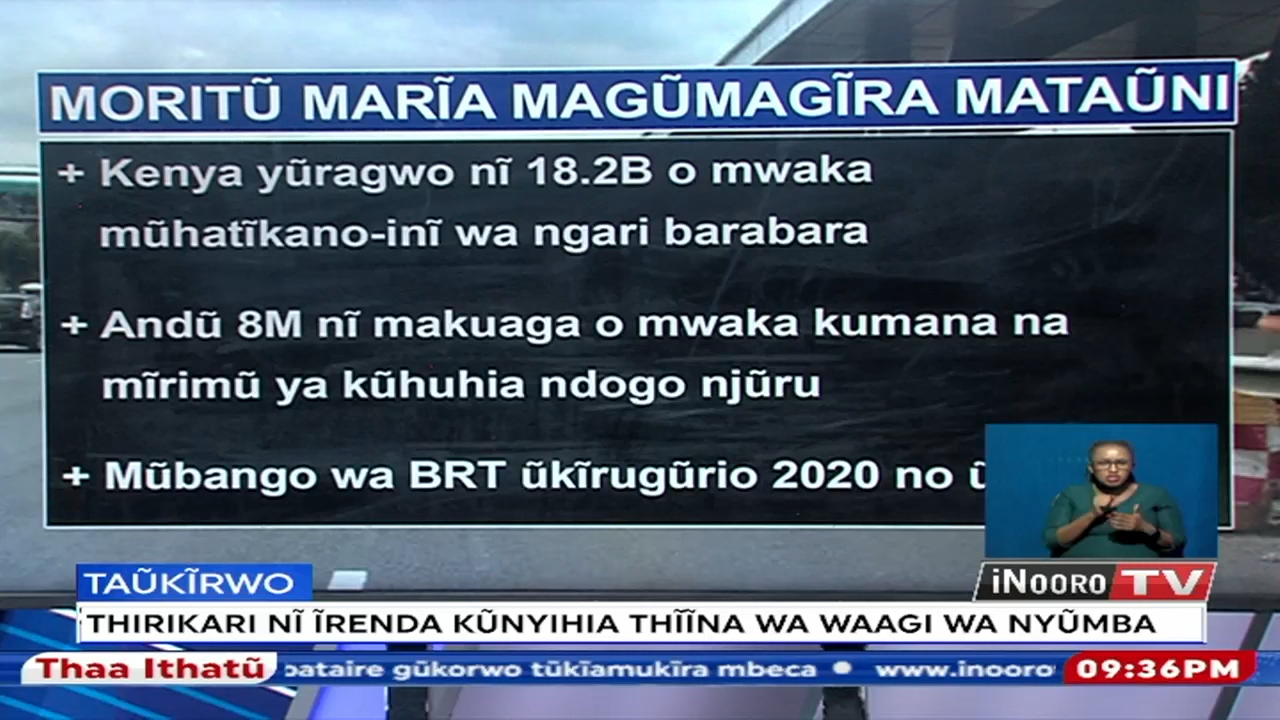 MORITŨ MARĨA MAGŨMAGĨRA MATAŨNI
+ Kenya yũragwo nĩ 18.2B o mwaka
mũhatĩkano-inĩ wa ngari barabara
+ Andũ 8M nĩ makuaga o mwaka kumana na
mĩrimũ ya kũhuhia ndogo njũru
+ Mũbango wa BRT ũkĩrugũrio 2020 no
iNOORO TV
TAŨKĨRWO
THIRIKARI NĨ ĨRENDA KŨNYIHIA THĨĨNA WA WAAGI WA NYŨMBA
Thaa Ithatũ
gũkorwo tũkĩamukĩra mbeca • www.inooro
09:36PM